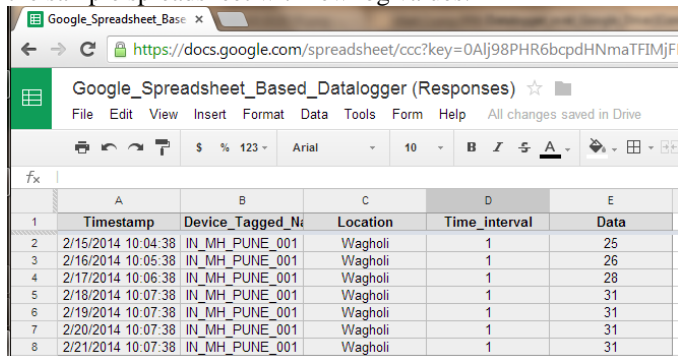 Google_Spreadsheet_Base ×
https://docs.google.com/spreadsheet/ccc?key=0Alj98PHR6bcpdHNmaTFIMjF
Google_Spreadsheet_Based_Datalogger (Responses)
File Edit View Insert Format Data Tools Form Help All changes saved in Drive
$ % 123 Arial 10 B I S A
fx
A B C D E
1 Timestamp Device_Tagged_Na Location Time_interval Data
2 2/15/2014 10:04:38 IN_MH_PUNE_001 Wagholi 1 25
3 2/16/2014 10:05:38 IN_MH_PUNE_001 Wagholi 1 26
4 2/17/2014 10:06:38 IN_MH_PUNE_001 Wagholi 1 28
5 2/18/2014 10:07:38 IN_MH_PUNE_001 Wagholi 1 31
6 2/19/2014 10:07:38 IN_MH_PUNE_001 Wagholi 1 31
7 2/20/2014 10:07:38 IN_MH_PUNE_001 Wagholi 1 31
8 2/21/2014 10:07:38 IN_MH_PUNE_001 Wagholi 1 31